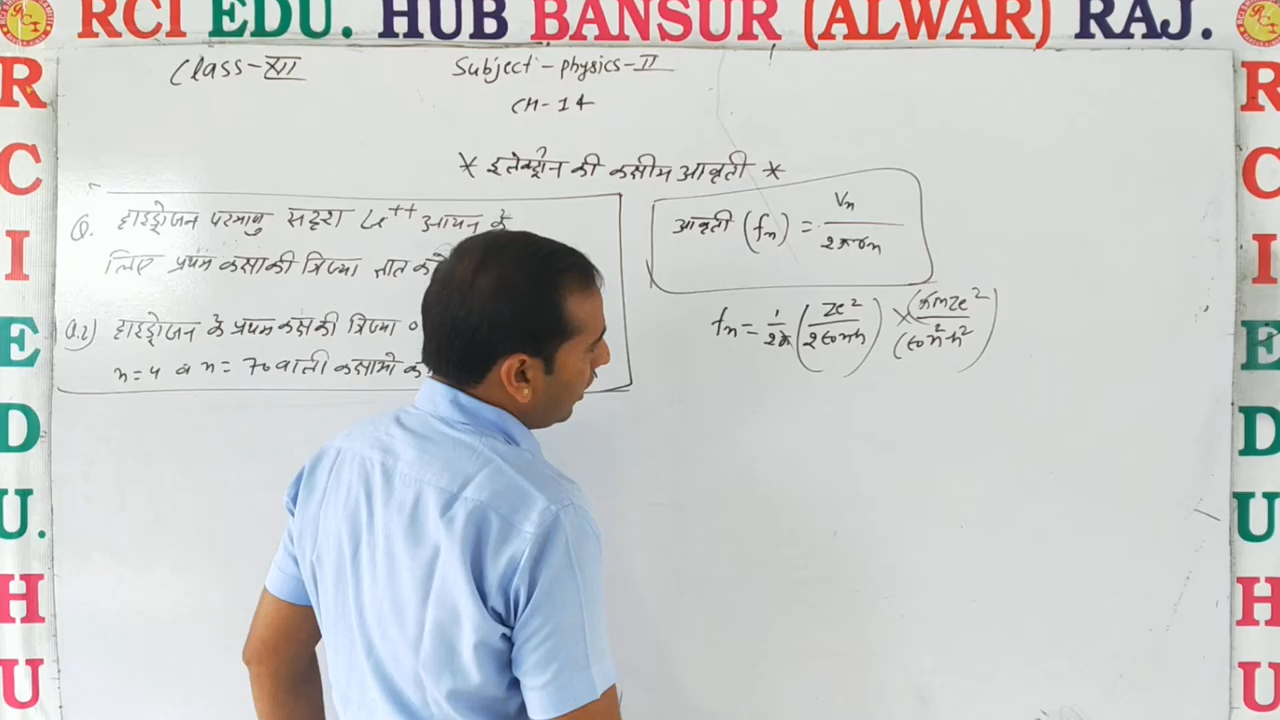 RCI EDU. HUB BANSUR (ALWAR) RAJ.
Class-XII
Subject - physics-II
CH-14
* इलेक्ट्रोन की कक्षीय आवृती *
Q. हाइड्रोजन परमाणु सदृश Li++ आयन के
लिए प्रथम कक्षा की त्रिज्या ज्ञात क
Q.2) हाइड्रोजन के प्रथम कक्ष की त्रिज्या 0
n=4 व n= 70 वाली कक्षाओ क
आवृती (fn) = Vn / 2πrn
fn = 1/2π (Ze² / 2ε0nh) × (πmze² / ε0n²h²)
R
C
I
E
D
U.
H
U
R
C
I
E
D
U
H
U